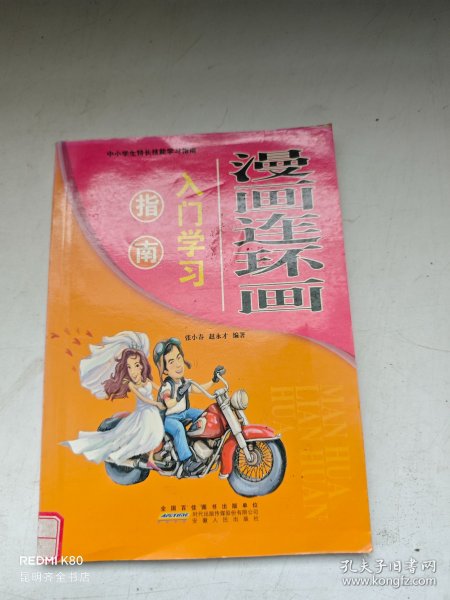 中小学生特长技能学习指南
漫画连环画
入门学习
指南
张小春 赵永才 编著
MAN HUA
LIAN HUAN
HUA
全国百佳图书出版单位
时代出版传媒股份有限公司
安徽人民出版社
REDMI K80
昆明齐全书店
孔夫子旧书网
www.kongfz.com